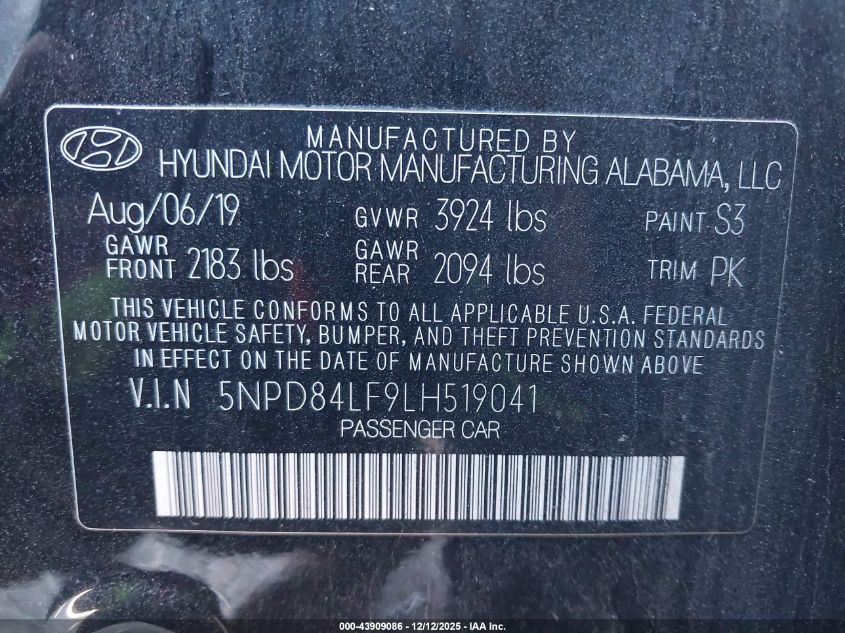 MANUFACTURED BY
HYUNDAI MOTOR MANUFACTURING ALABAMA, LLC
Aug/06/19 GVWR 3924 lbs PAINT S3
GAWR FRONT 2183 lbs GAWR REAR 2094 lbs TRIM PK
THIS VEHICLE CONFORMS TO ALL APPLICABLE U.S.A. FEDERAL
MOTOR VEHICLE SAFETY, BUMPER, AND THEFT PREVENTION STANDARDS
IN EFFECT ON THE DATE OF MANUFACTURE SHOWN ABOVE
V.I.N 5NPD84LF9LH519041
PASSENGER CAR
000-43909086 - 12/12/2025 - IAA Inc.